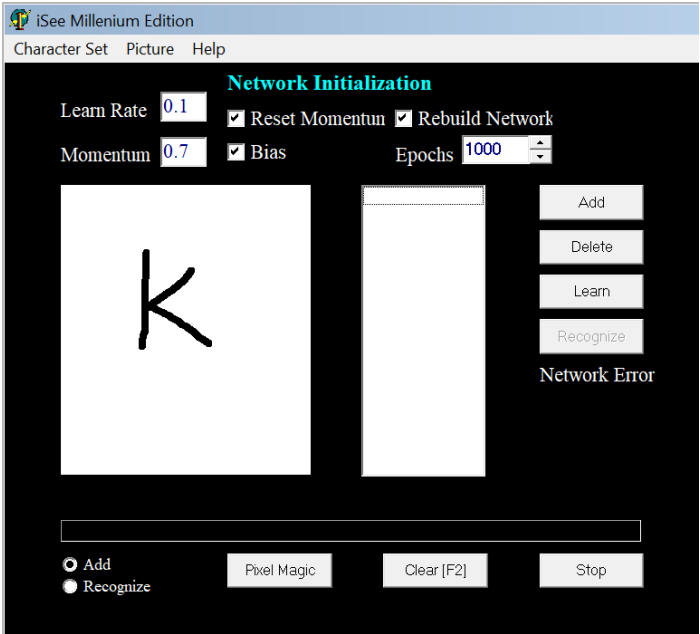 iSee Millenium Edition
Character Set Picture Help
Network Initialization
Learn Rate 0.1
Reset Momentun Rebuild Network
Momentum 0.7
Bias
Epochs 1000
K
Add
Delete
Learn
Recognize
Network Error
Add
Recognize
Pixel Magic
Clear [F2]
Stop